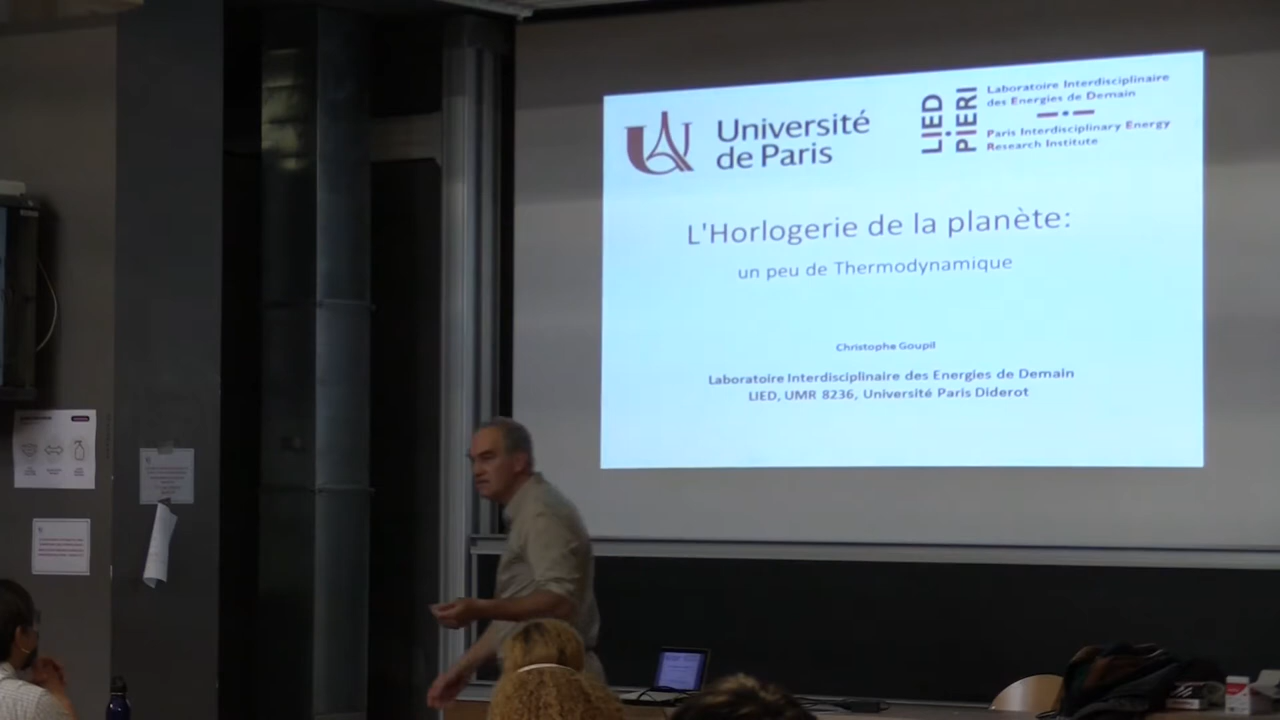 Université
de Paris
LIED
PIERI
Laboratoire Interdisciplinaire
des Energies de Demain
Paris Interdisciplinary Energy
Research Institute
L'Horlogerie de la planète:
un peu de Thermodynamique
Christophe Goupil
Laboratoire Interdisciplinaire des Energies de Demain
LIED, UMR 8236, Université Paris Diderot